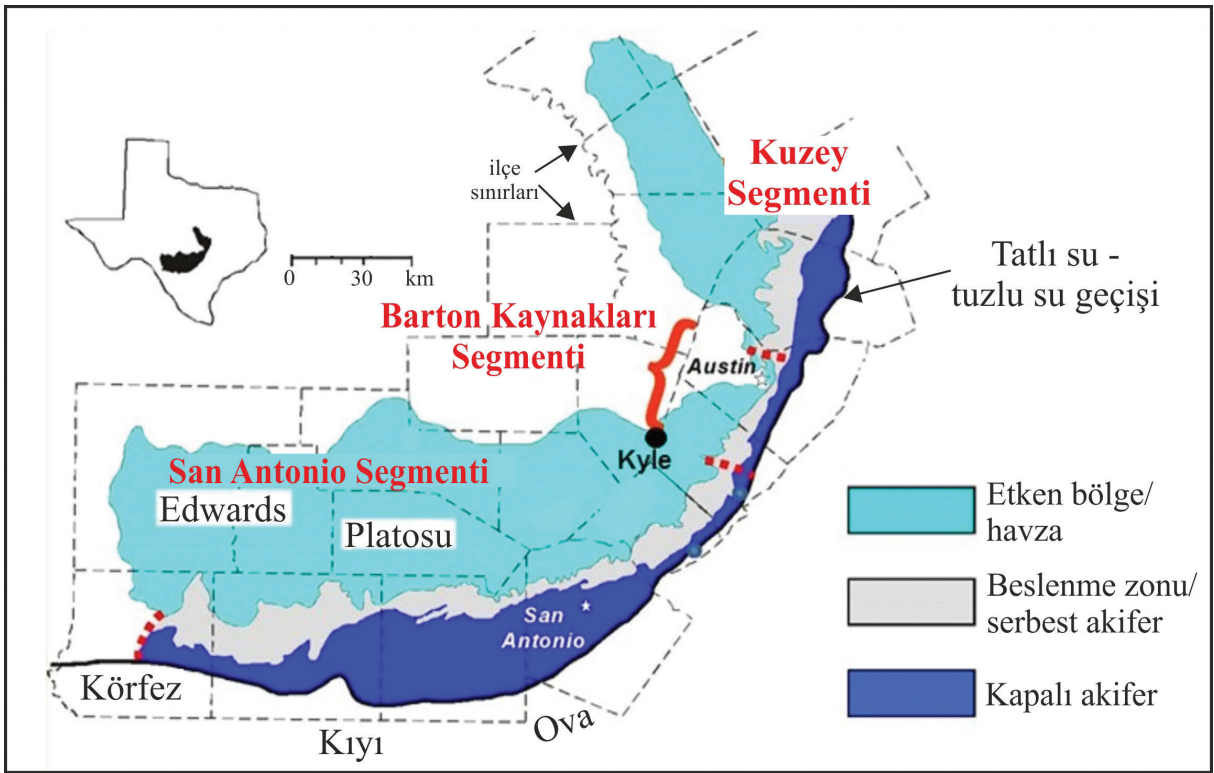 Kuzey
Segmenti
ilçe
sınırları
Tatlı su -
tuzlu su geçişi
0 30 km
Barton Kaynakları
Segmenti
Austin
Kyle
San Antonio Segmenti
Edwards
Platosu
Etken bölge/
havza
Beslenme zonu/
serbest akifer
San
Antonio
Kapalı akifer
Körfez
Kıyı
Ova